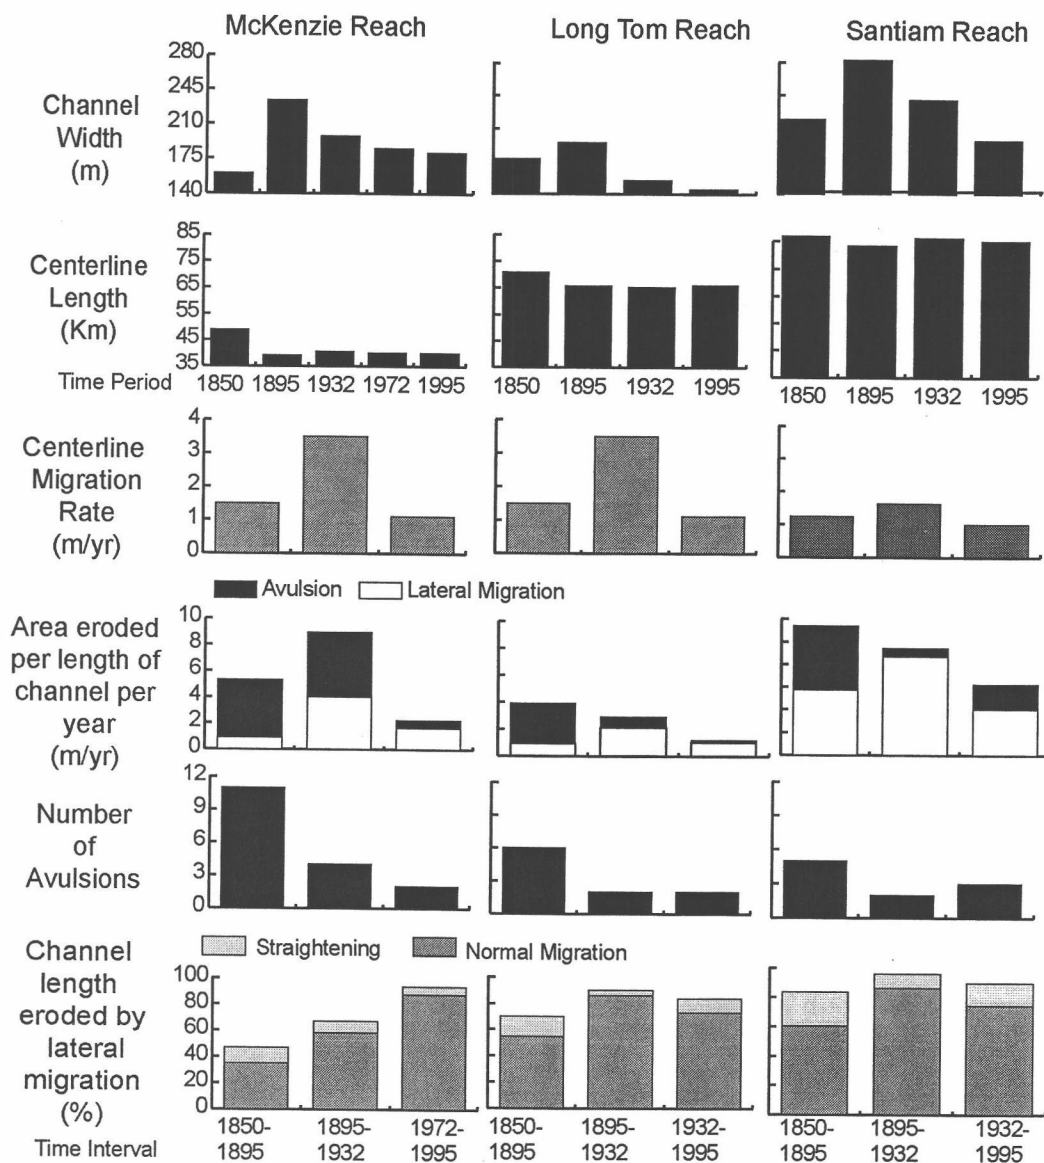 McKenzie Reach
Long Tom Reach
Santiam Reach
Channel
Width
(m)
280
245
210
175
140
Centerline
Length
(Km)
85
75
65
55
45
35
Time Period
1850 1895 1932 1972 1995
1850 1895 1932 1995
1850 1895 1932 1995
Centerline
Migration
Rate
(m/yr)
4
3
2
1
0
Avulsion Lateral Migration
Area eroded
per length of
channel per
year
(m/yr)
10
8
6
4
2
0
Number
of
Avulsions
12
9
6
3
0
Straightening Normal Migration
Channel
length
eroded by
lateral
migration
(%)
100
80
60
40
20
0
Time Interval
1850-
1895
1895-
1932
1972-
1995
1850-
1895
1895-
1932
1932-
1995
1850-
1895
1895-
1932
1932-
1995